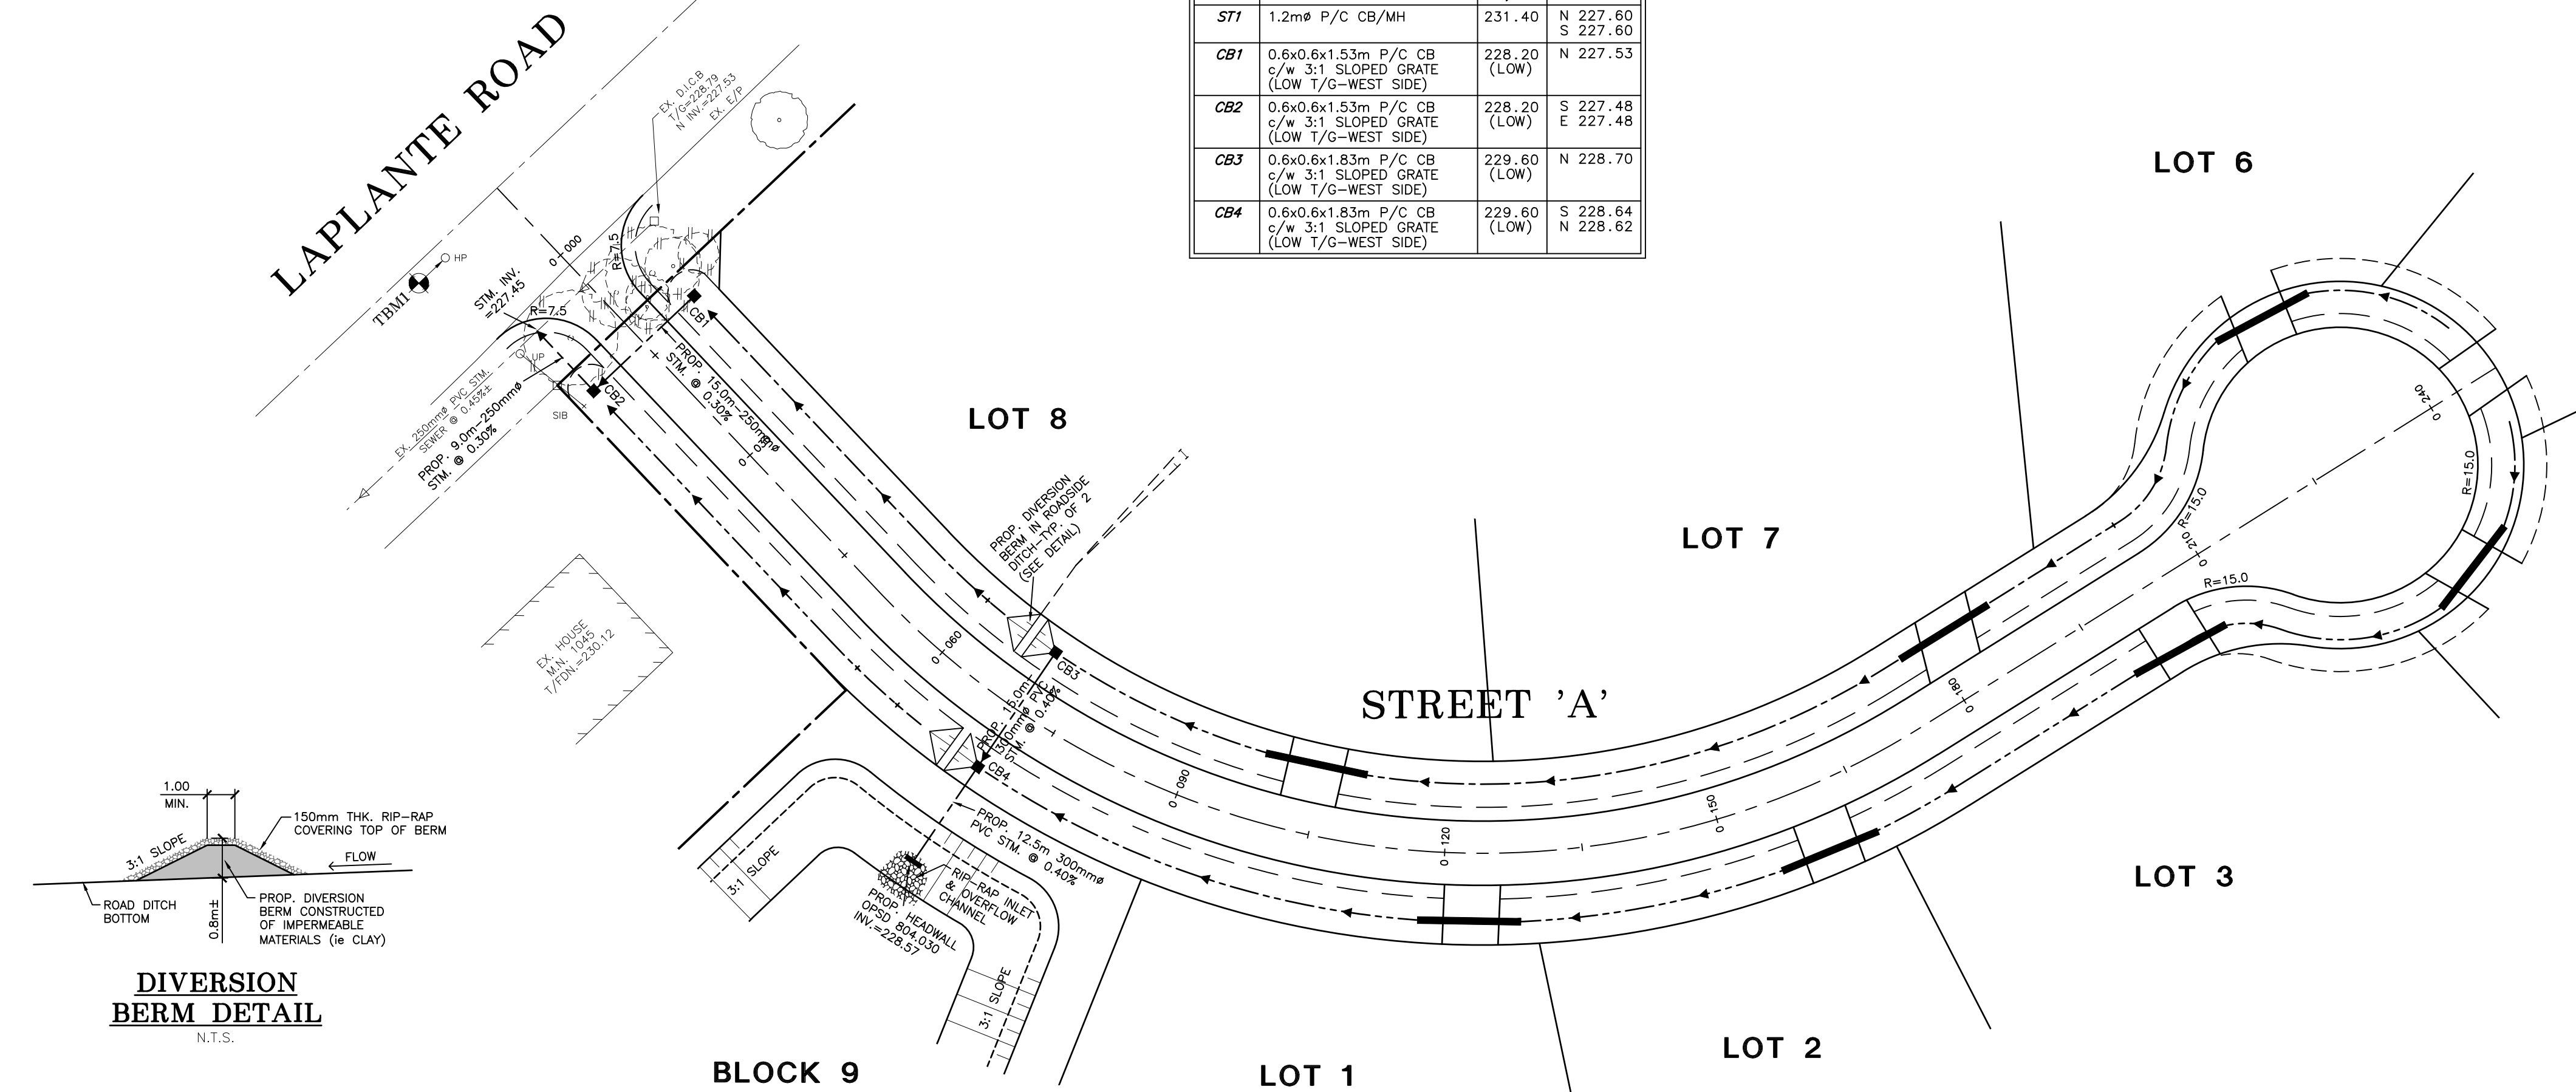 LAPLANTE ROAD
EX. D.I.C.B
T/G=228.79
N INV.=227.53
EX. E/P
ST1 1.2mø P/C CB/MH 231.40 N 227.60
S 227.60
CB1 0.6x0.6x1.53m P/C CB 228.20 N 227.53
c/w 3:1 SLOPED GRATE (LOW)
(LOW T/G-WEST SIDE)
CB2 0.6x0.6x1.53m P/C CB 228.20 S 227.48
c/w 3:1 SLOPED GRATE (LOW) E 227.48
(LOW T/G-WEST SIDE)
CB3 0.6x0.6x1.83m P/C CB 229.60 N 228.70
c/w 3:1 SLOPED GRATE (LOW)
(LOW T/G-WEST SIDE)
CB4 0.6x0.6x1.83m P/C CB 229.60 S 228.64
c/w 3:1 SLOPED GRATE (LOW) N 228.62
(LOW T/G-WEST SIDE)
HP
TBM1
0-000
R=7.5
STM. INV.
=227.45
R=7.5
UP
SIB
CB1
CB2
EX. 250mmø PVC STM.
SEWER @ 0.45%±
PROP. 9.0m-250mmø
STM. @ 0.30%
PROP. 15.0m-250mmø
STM. @ 0.30%
LOT 8
PROP. DIVERSION
BERM IN ROADSIDE
DITCH-TYP. OF 2
(SEE DETAIL)
EX. HOUSE
M.N. 1045
T/FDN.=230.12
0-060
CB3
PROP. 15.0m-
300mmø PVC
STM. @ 0.40%
CB4
STREET 'A'
0-090
0-120
0-150
0-180
0-210
0-240
R=15.0
R=15.0
R=15.0
LOT 6
LOT 7
LOT 3
LOT 2
LOT 1
BLOCK 9
PROP. 12.5m 300mmø
PVC STM. @ 0.40%
RIP-RAP INLET
& OVERFLOW
CHANNEL
PROP. HEADWALL
OPSD 804.030
INV.=228.57
3:1 SLOPE
3:1 SLOPE
1.00
MIN.
150mm THK. RIP-RAP
COVERING TOP OF BERM
3:1 SLOPE
FLOW
ROAD DITCH
BOTTOM
0.8m±
PROP. DIVERSION
BERM CONSTRUCTED
OF IMPERMEABLE
MATERIALS (ie CLAY)
DIVERSION
BERM DETAIL
N.T.S.